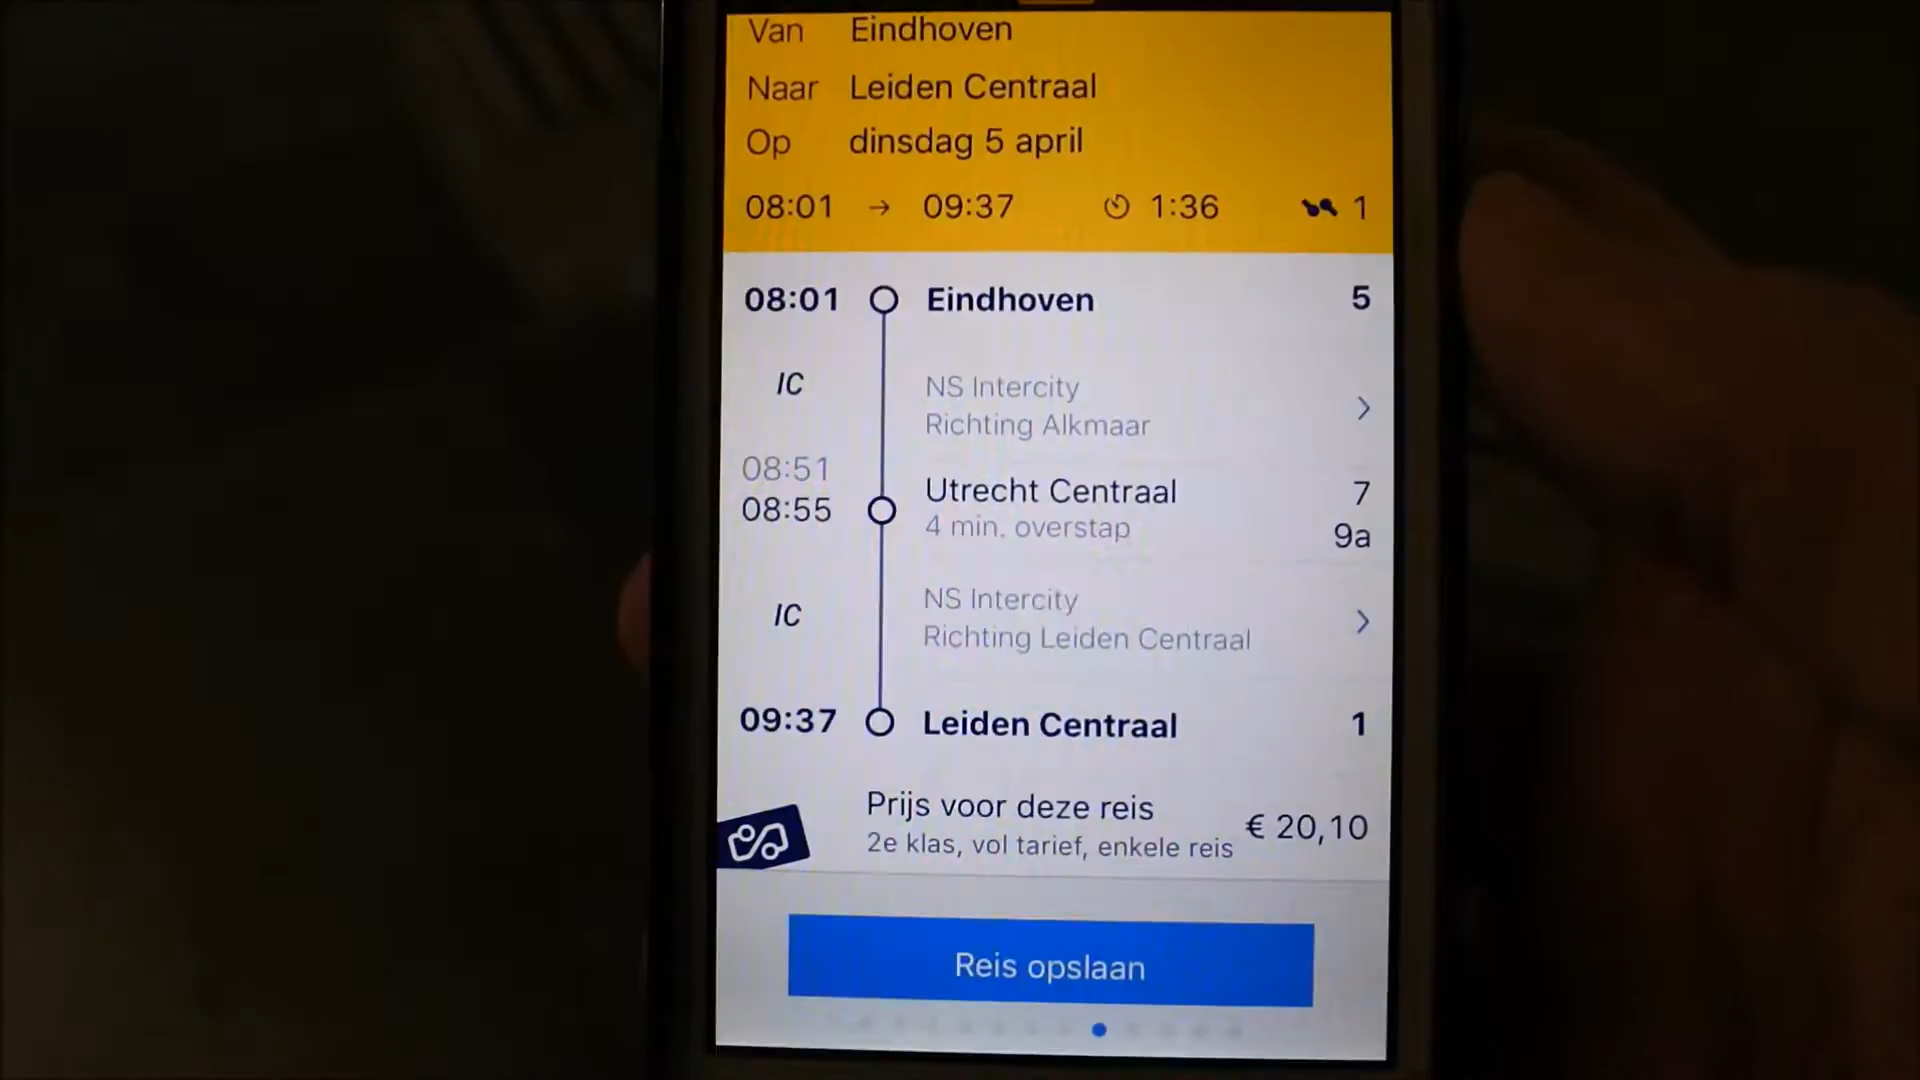 Van Eindhoven
Naar Leiden Centraal
Op dinsdag 5 april
08:01 → 09:37 1:36 1
08:01 Eindhoven 5
IC NS Intercity
Richting Alkmaar
08:51
08:55 Utrecht Centraal 7
4 min. overstap 9a
IC NS Intercity
Richting Leiden Centraal
09:37 Leiden Centraal 1
Prijs voor deze reis
2e klas, vol tarief, enkele reis € 20,10
Reis opslaan